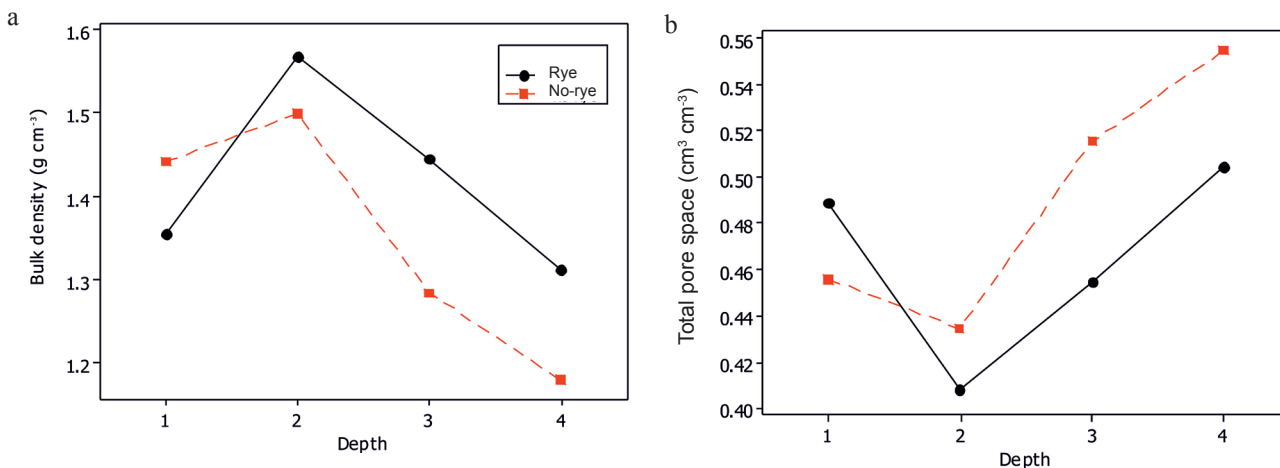 a
Bulk density (g cm⁻³)
1.6
1.5
1.4
1.3
1.2
1 2 3 4
Depth
Rye
No-rye
b
Total pore space (cm³ cm⁻³)
0.56
0.54
0.52
0.50
0.48
0.46
0.44
0.42
0.40
1 2 3 4
Depth